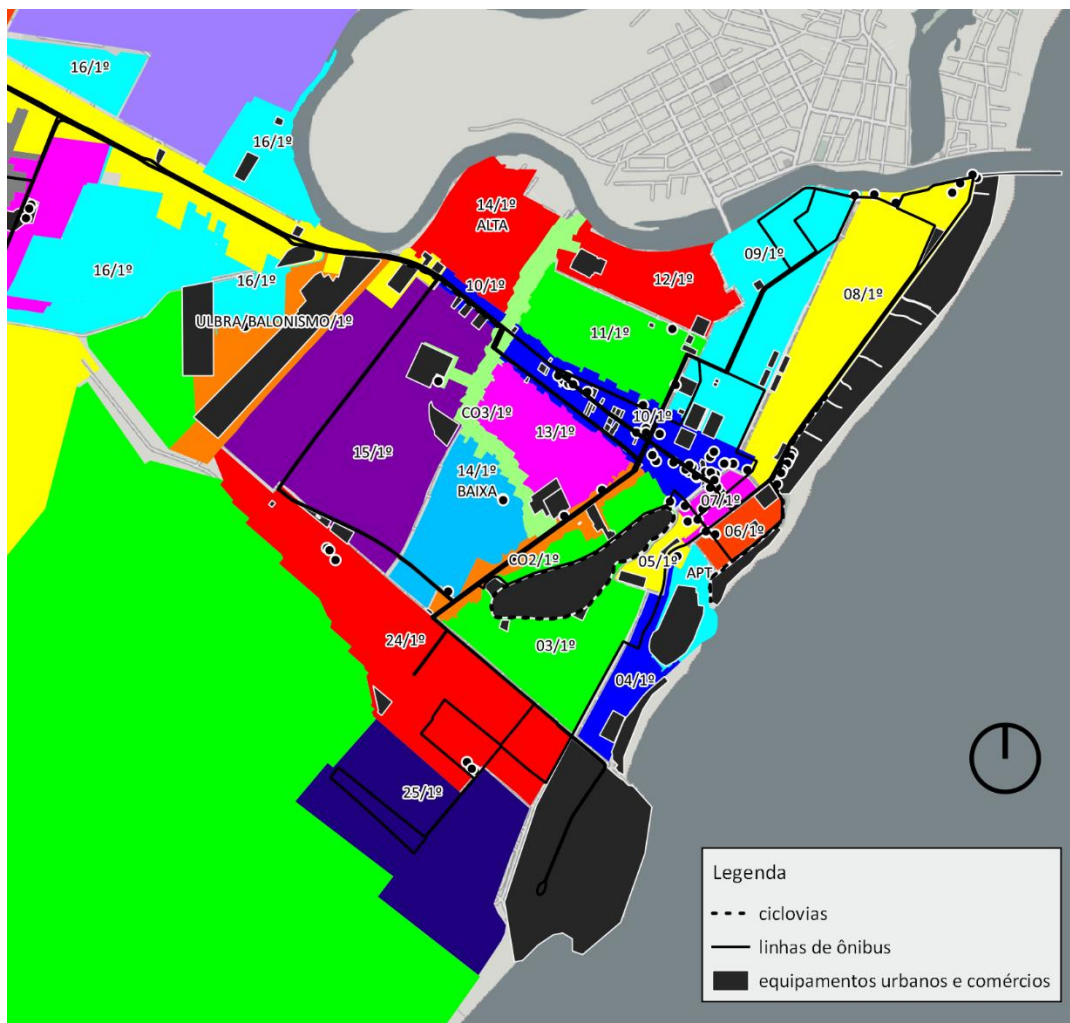 16/1º
16/1º
14/1º
ALTA
16/1º
16/1º
09/1º
12/1º
10/1º
08/1º
ULBRA/BALONISMO/1º
11/1º
CO3/1º
10/1º
13/1º
15/1º
14/1º
BAIXA
07/1º
06/1º
CO2/1º
05/1º
APT
24/1º
03/1º
04/1º
25/1º
Legenda
ciclovias
linhas de ônibus
equipamentos urbanos e comércios